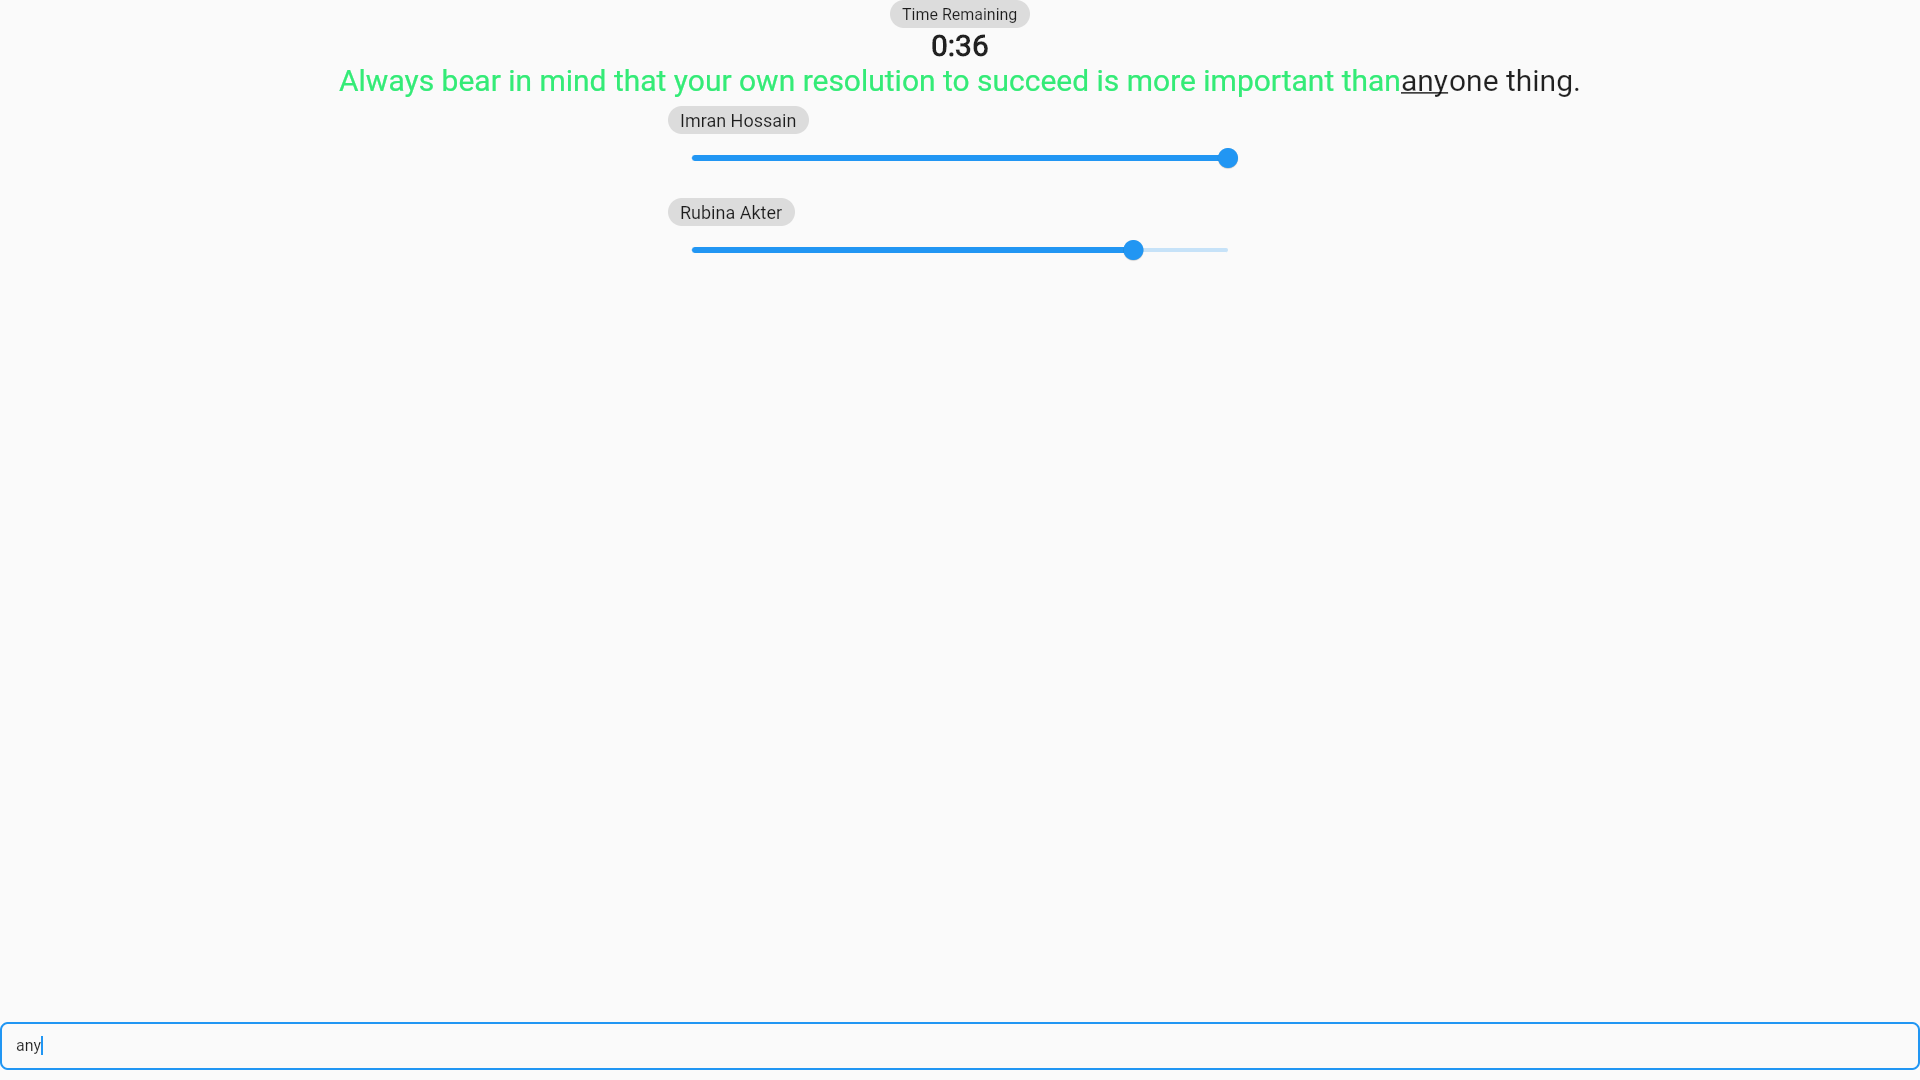 Time Remaining
0:36
Always bear in mind that your own resolution to succeed is more important thananyone thing.
Imran Hossain
Rubina Akter
any